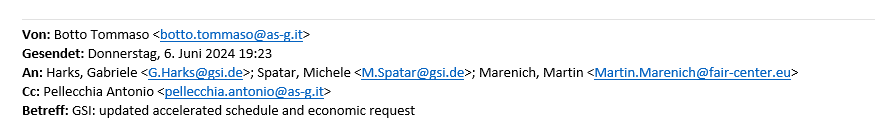 Von: Botto Tommaso <botto.tommaso@as-g.it>
Gesendet: Donnerstag, 6. Juni 2024 19:23
An: Harks, Gabriele <G.Harks@gsi.de>; Spatar, Michele <M.Spatar@gsi.de>; Marenich, Martin <Martin.Marenich@fair-center.eu>
Cc: Pellecchia Antonio <pellecchia.antonio@as-g.it>
Betreff: GSI: updated accelerated schedule and economic request